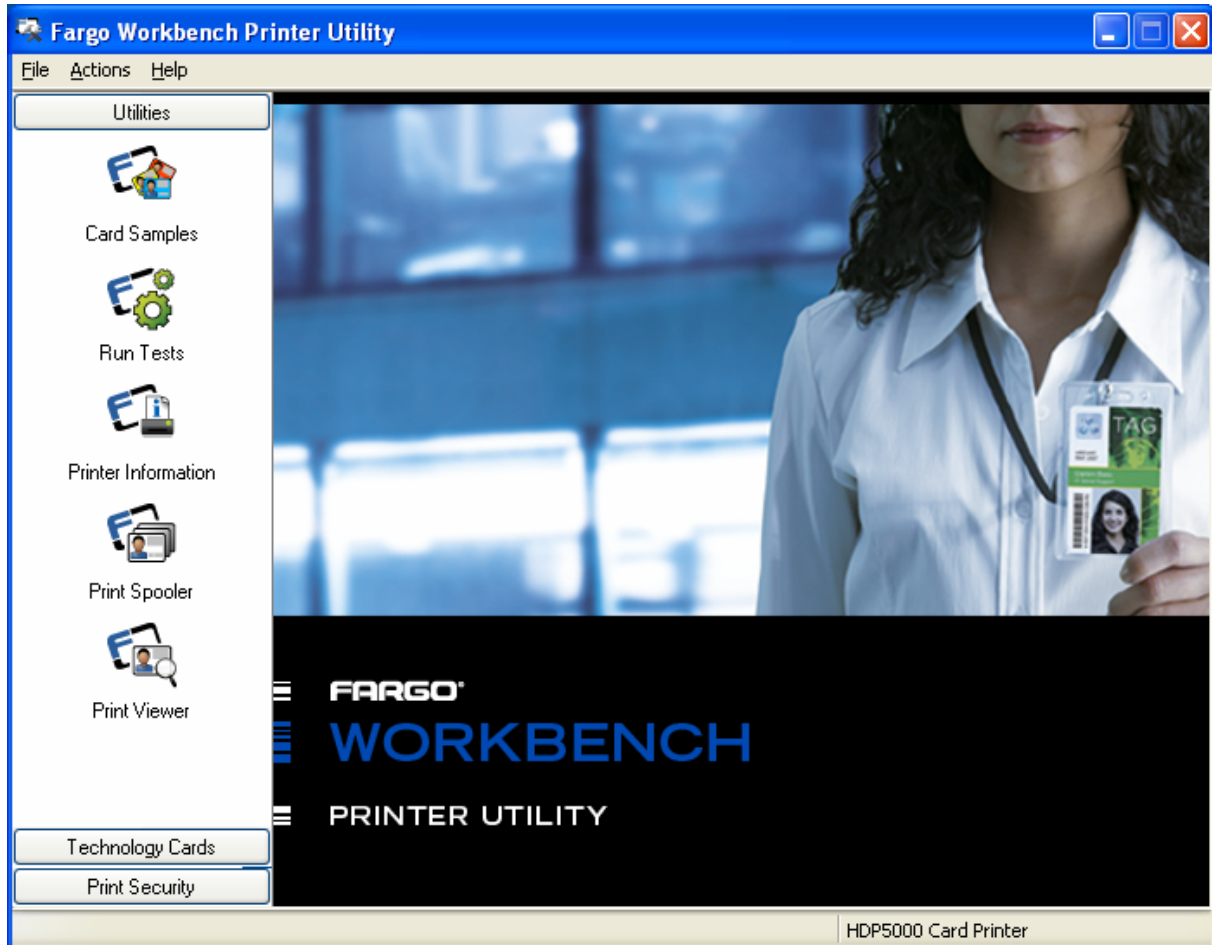 Fargo Workbench Printer Utility
File Actions Help
Utilities
Card Samples
Run Tests
Printer Information
Print Spooler
Print Viewer
Technology Cards
Print Security
TAG
FARGO®
WORKBENCH
PRINTER UTILITY
HDP5000 Card Printer